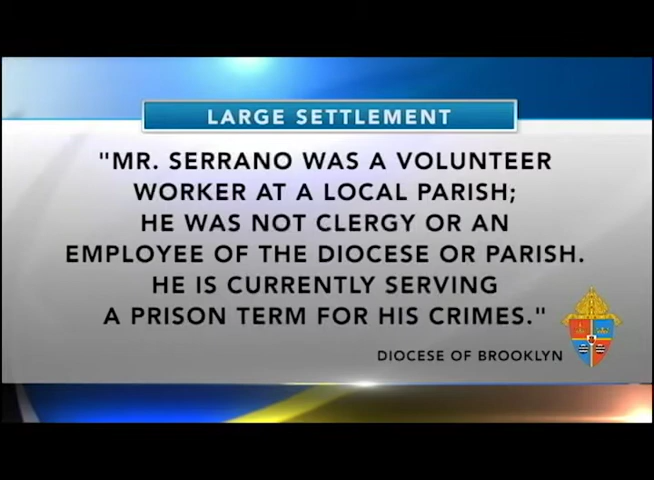 LARGE SETTLEMENT
"MR. SERRANO WAS A VOLUNTEER
WORKER AT A LOCAL PARISH;
HE WAS NOT CLERGY OR AN
EMPLOYEE OF THE DIOCESE OR PARISH.
HE IS CURRENTLY SERVING
A PRISON TERM FOR HIS CRIMES."
DIOCESE OF BROOKLYN